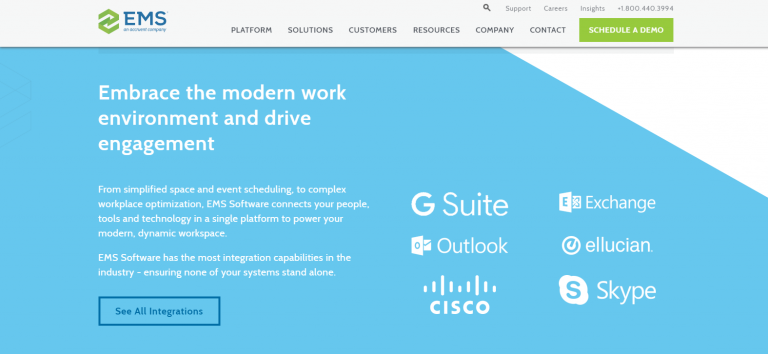 Support Careers Insights +1.800.440.3994
EMS
an accruent company
PLATFORM SOLUTIONS CUSTOMERS RESOURCES COMPANY CONTACT SCHEDULE A DEMO
Embrace the modern work
environment and drive
engagement
From simplified space and event scheduling, to complex
workplace optimization, EMS Software connects your people,
tools and technology in a single platform to power your
modern, dynamic workspace.
EMS Software has the most integration capabilities in the
industry - ensuring none of your systems stand alone.
See All Integrations
G Suite
Exchange
Outlook
ellucian.
CISCO
Skype